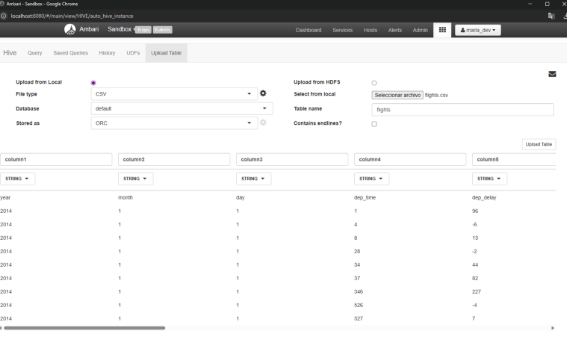 Ambari - Sandbox - Google Chrome
localhost:8080/#/main/view/HIVE/auto_hive_instance
Ambari Sandbox Dashboard Services Hosts Alerts Admin maria_dev
Hive Query Saved Queries History UDFs Upload Table
Upload from Local Upload from HDFS
File type CSV Select from local Seleccionar archivo flights.csv
Database default Table name flights
Stored as ORC Contains endlines?
Upload Table
column1 column2 column3 column4 column5
STRING STRING STRING STRING STRING
year month day dep_time dep_delay
2014 1 1 1 96
2014 1 1 4 -6
2014 1 1 8 13
2014 1 1 28 -2
2014 1 1 34 44
2014 1 1 37 82
2014 1 1 346 227
2014 1 1 526 -4
2014 1 1 527 7